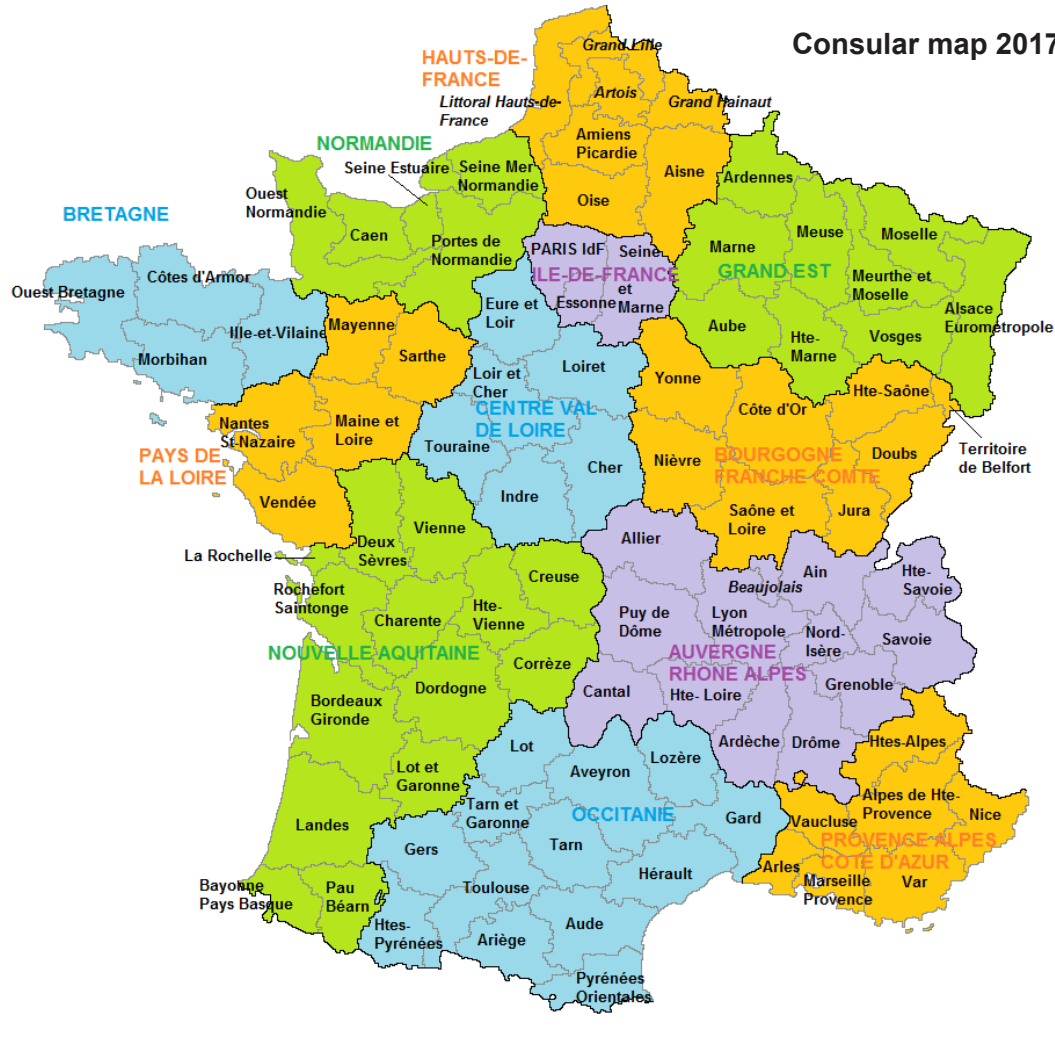 Consular map 2017
HAUTS-DE-
FRANCE
Grand Lille
Artois
Littoral Hauts-de-
France
Grand Hainaut
Amiens
Picardie
Aisne
Oise
NORMANDIE
Seine Estuaire
Seine Mer
Normandie
Ouest
Normandie
Caen
Portes de
Normandie
BRETAGNE
Ouest Bretagne
Côtes d'Armor
Ille-et-Vilaine
Morbihan
PARIS IdF
Seine
et
Marne
ILE-DE-FRANCE
Essonne
Ardennes
Marne
Meuse
Moselle
GRAND EST
Meurthe et
Moselle
Alsace
Eurométropole
Aube
Hte-
Marne
Vosges
Mayenne
Sarthe
Nantes
St-Nazaire
Maine et
Loire
PAYS DE
LA LOIRE
Vendée
Eure et
Loir
Loir et
Cher
Loiret
CENTRE VAL
DE LOIRE
Touraine
Cher
Indre
Yonne
Côte d'Or
Hte-Saône
Nièvre
BOURGOGNE
FRANCHE COMTE
Doubs
Territoire
de Belfort
Saône et
Loire
Jura
La Rochelle
Deux
Sèvres
Vienne
Rochefort
Saintonge
Charente
Hte-
Vienne
Creuse
NOUVELLE AQUITAINE
Corrèze
Dordogne
Bordeaux
Gironde
Lot et
Garonne
Landes
Bayonne
Pays Basque
Pau
Béarn
Allier
Beaujolais
Ain
Hte-
Savoie
Puy de
Dôme
Lyon
Métropole
Nord-
Isère
Savoie
AUVERGNE
RHONE ALPES
Cantal
Hte- Loire
Grenoble
Ardèche
Drôme
Lot
Aveyron
Lozère
Tarn et
Garonne
OCCITANIE
Gard
Gers
Tarn
Hérault
Toulouse
Htes-
Pyrénées
Ariège
Aude
Pyrénées
Orientales
Htes-Alpes
Alpes de Hte-
Provence
Nice
Vaucluse
PROVENCE ALPES
COTE D'AZUR
Arles
Marseille
Provence
Var